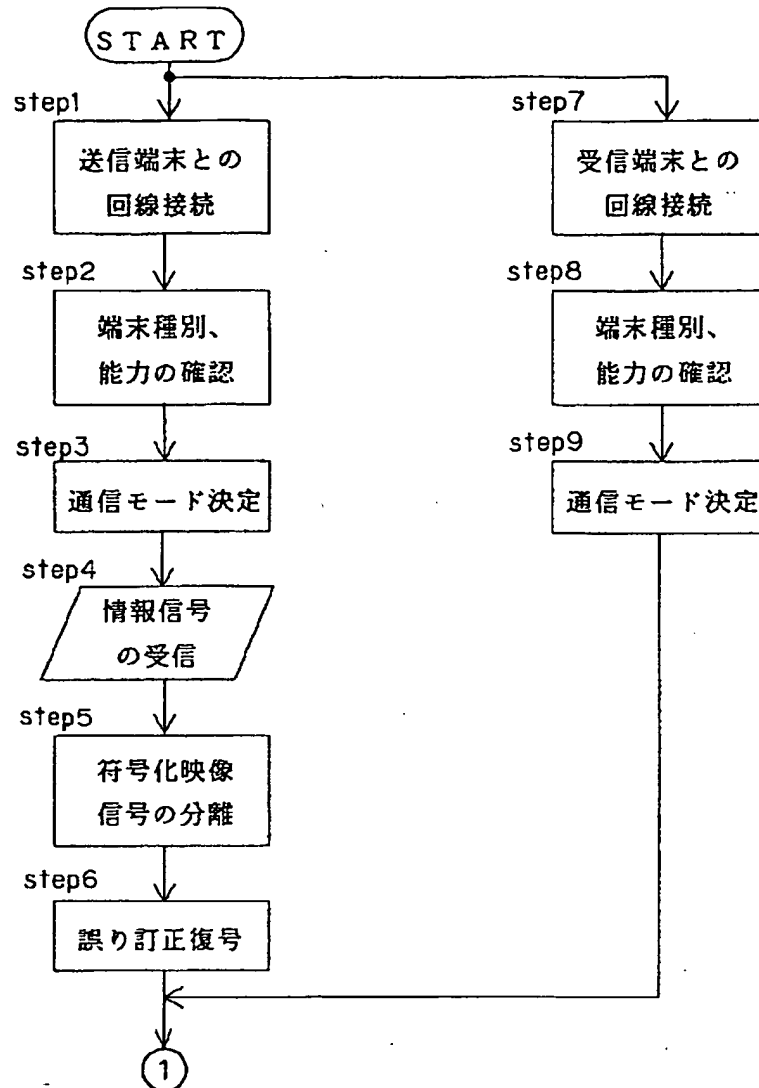 START
step1
送信端末との
回線接続
step2
端末種別、
能力の確認
step3
通信モード決定
step4
情報信号
の受信
step5
符号化映像
信号の分離
step6
誤り訂正復号
step7
受信端末との
回線接続
step8
端末種別、
能力の確認
step9
通信モード決定
1